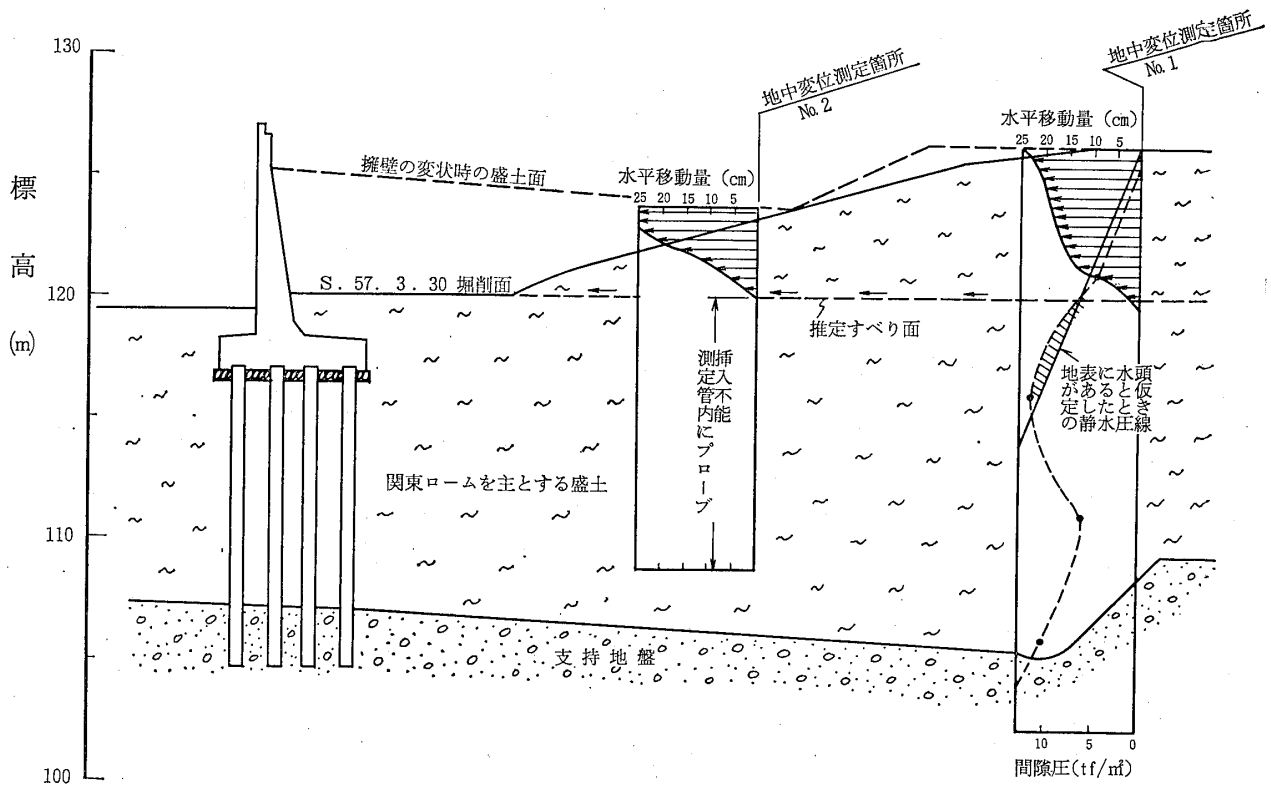 130
120
110
100
標高(m)
地中変位測定箇所
No.2
地中変位測定箇所
No.1
水平移動量 (cm)
25 20 15 10 5
水平移動量 (cm)
25 20 15 10 5
擁壁の変状時の盛土面
S.57.3.30 堀削面
推定すべり面
測定管内にプローブ
挿入不能
地表に水頭
があると仮
定したとき
の静水圧線
関東ロームを主とする盛土
支持地盤
10 5 0
間隙圧(tf/㎡)